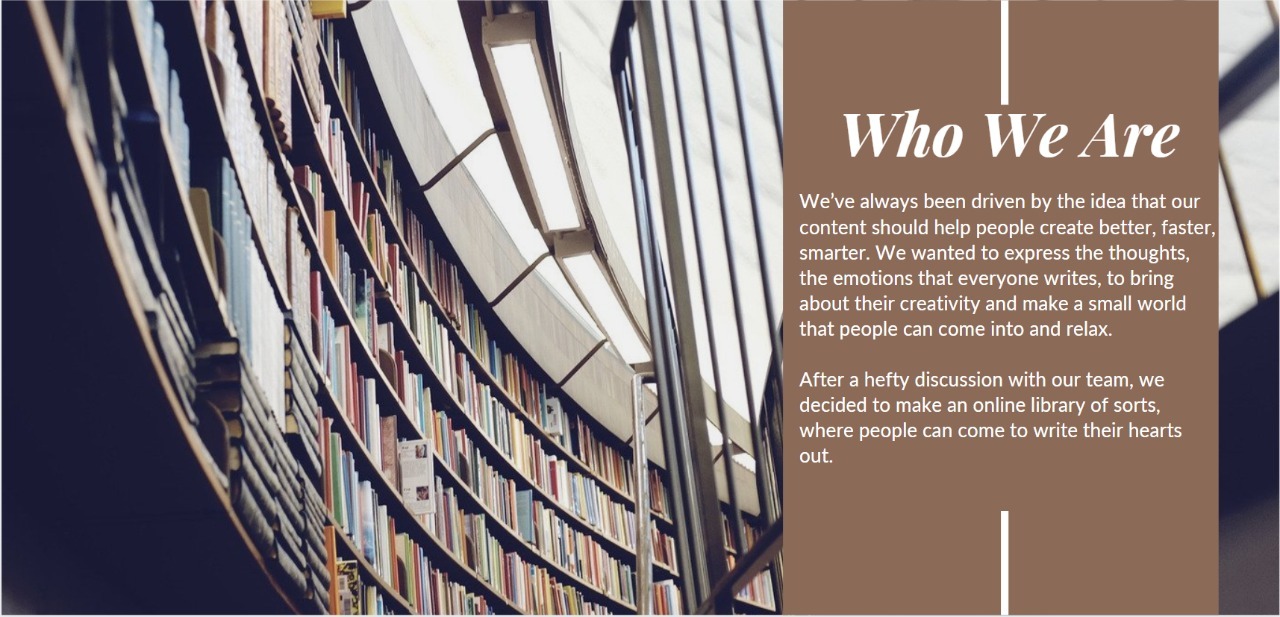 Who We Are
We’ve always been driven by the idea that our
content should help people create better, faster,
smarter. We wanted to express the thoughts,
the emotions that everyone writes, to bring
about their creativity and make a small world
that people can come into and relax.
After a hefty discussion with our team, we
decided to make an online library of sorts,
where people can come to write their hearts
out.